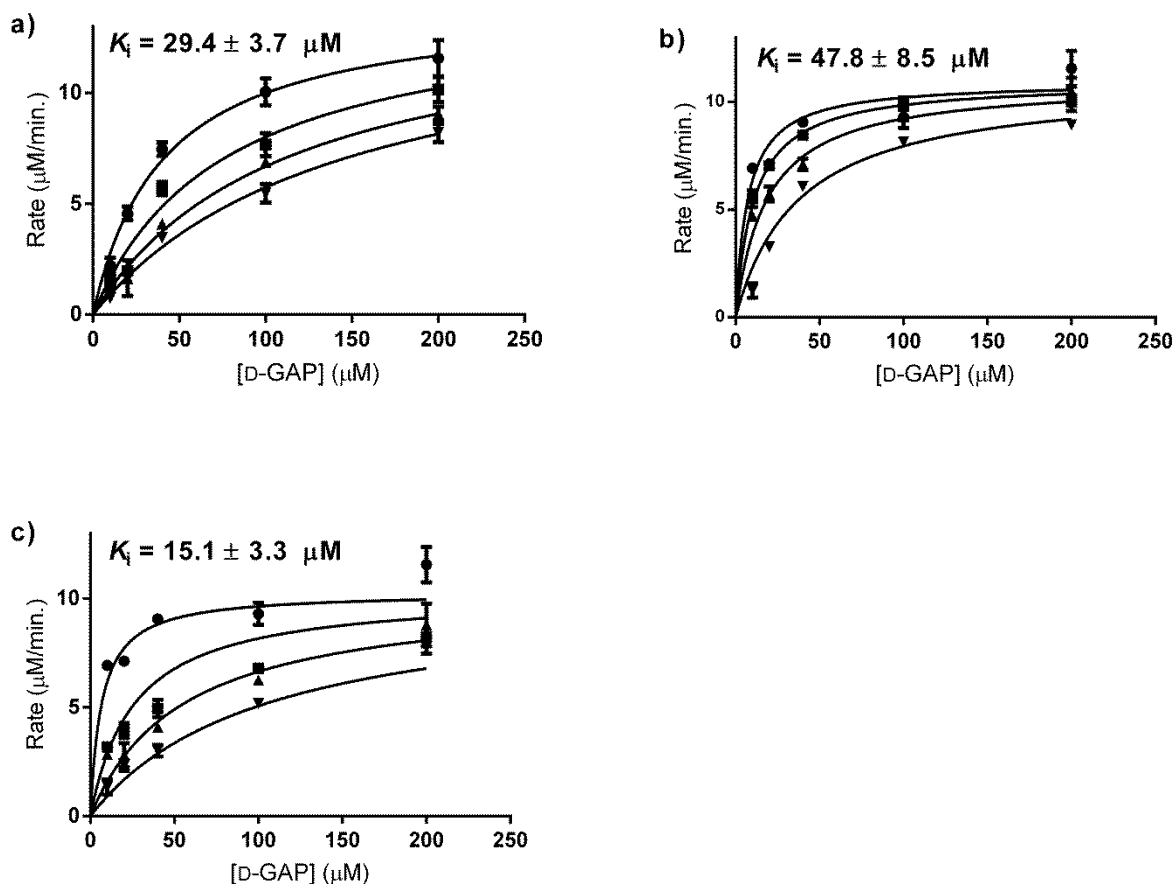 a)
K_i = 29.4 ± 3.7 μM
Rate (μM/min.)
10
5
0
0 50 100 150 200 250
[D-GAP] (μM)
b)
K_i = 47.8 ± 8.5 μM
Rate (μM/min.)
10
5
0
0 50 100 150 200 250
[D-GAP] (μM)
c)
K_i = 15.1 ± 3.3 μM
Rate (μM/min.)
10
5
0
0 50 100 150 200 250
[D-GAP] (μM)